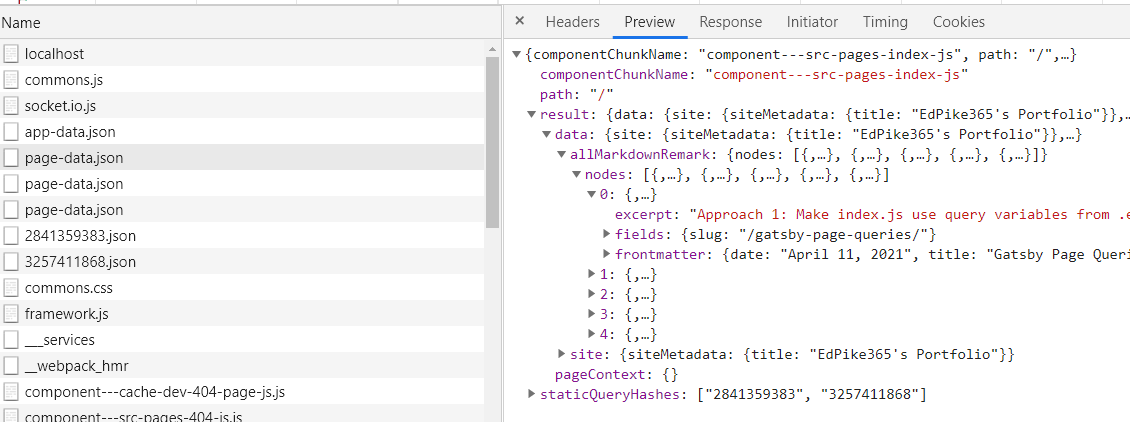 Name
localhost
commons.js
socket.io.js
app-data.json
page-data.json
page-data.json
page-data.json
2841359383.json
3257411868.json
commons.css
framework.js
___services
__webpack_hmr
component---cache-dev-404-page-js.js
component---src-pages-404-js.js
× Headers Preview Response Initiator Timing Cookies
{componentChunkName: "component---src-pages-index-js", path: "/",…}
componentChunkName: "component---src-pages-index-js"
path: "/"
result: {data: {site: {siteMetadata: {title: "EdPike365's Portfolio"}},…
data: {site: {siteMetadata: {title: "EdPike365's Portfolio"}},…}
allMarkdownRemark: {nodes: [{,…}, {,…}, {,…}, {,…}, {,…}]}
nodes: [{,…}, {,…}, {,…}, {,…}, {,…}]
0: {,…}
excerpt: "Approach 1: Make index.js use query variables from .e
fields: {slug: "/gatsby-page-queries/"}
frontmatter: {date: "April 11, 2021", title: "Gatsby Page Queri
1: {,…}
2: {,…}
3: {,…}
4: {,…}
site: {siteMetadata: {title: "EdPike365's Portfolio"}}
pageContext: {}
staticQueryHashes: ["2841359383", "3257411868"]